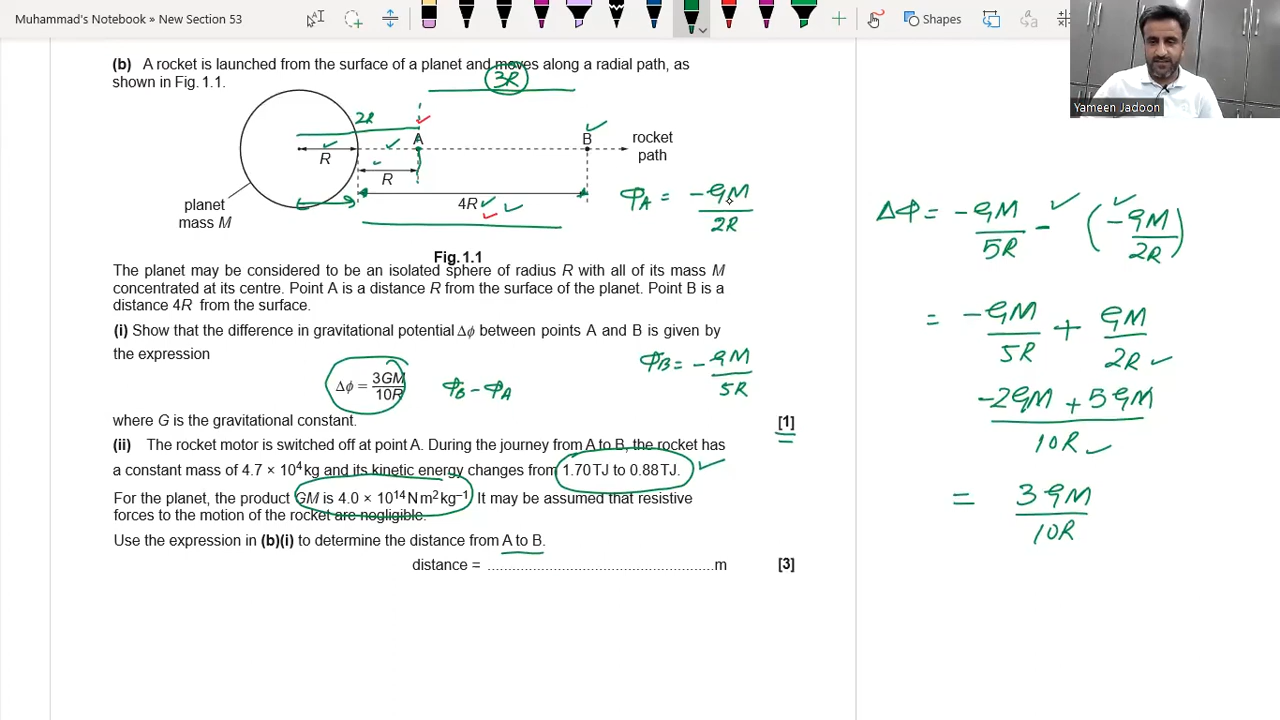 Muhammad's Notebook » New Section 53
Shapes
Yameen Jadoon
(b) A rocket is launched from the surface of a planet and moves along a radial path, as
shown in Fig. 1.1.
3R
2R
A
B
rocket
path
R
R
4R
planet
mass M
Fig. 1.1
φA = -GM/2R
The planet may be considered to be an isolated sphere of radius R with all of its mass M
concentrated at its centre. Point A is a distance R from the surface of the planet. Point B is a
distance 4R from the surface.
(i) Show that the difference in gravitational potential Δϕ between points A and B is given by
the expression
Δϕ = 3GM/10R
φB - φA
φB = -GM/5R
where G is the gravitational constant.
[1]
(ii) The rocket motor is switched off at point A. During the journey from A to B, the rocket has
a constant mass of 4.7 × 10⁴ kg and its kinetic energy changes from 1.70 TJ to 0.88 TJ.
For the planet, the product GM is 4.0 × 10¹⁴ N m² kg⁻¹. It may be assumed that resistive
forces to the motion of the rocket are negligible.
Use the expression in (b)(i) to determine the distance from A to B.
distance = ........................................................m [3]
Δφ = -GM/5R - (-GM/2R)
= -GM/5R + GM/2R
-2GM + 5GM
10R
= 3GM/10R